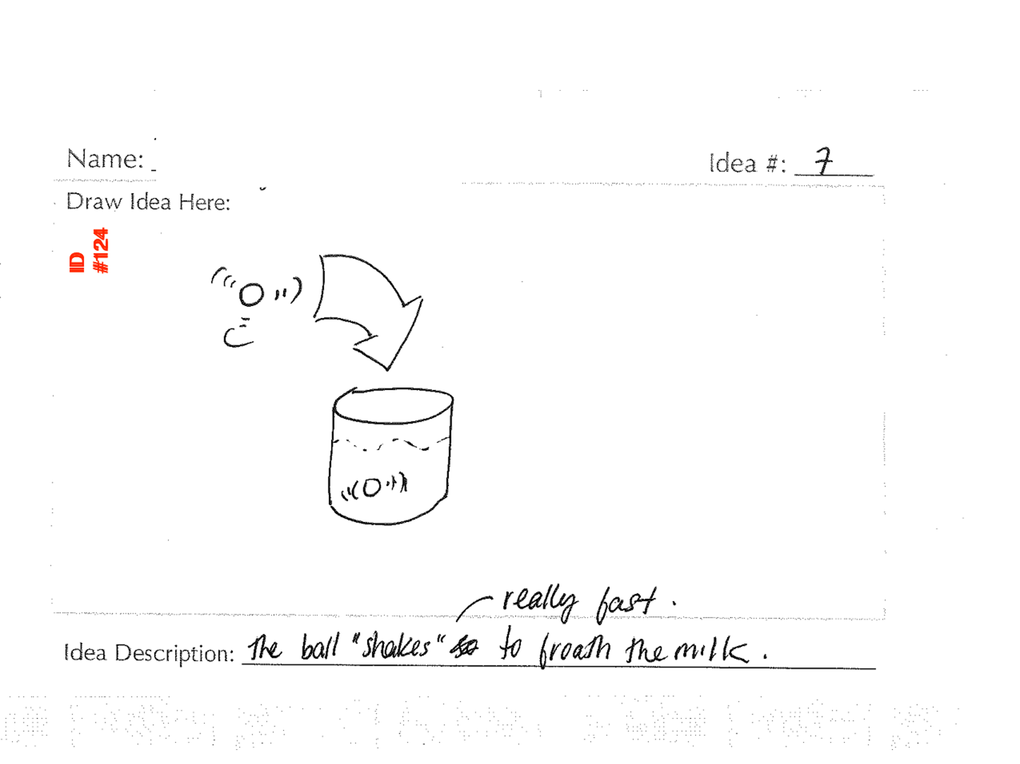 Name:
Idea #: 7
Draw Idea Here:
ID
#124
really fast.
Idea Description: The ball "shakes" to froath the milk.